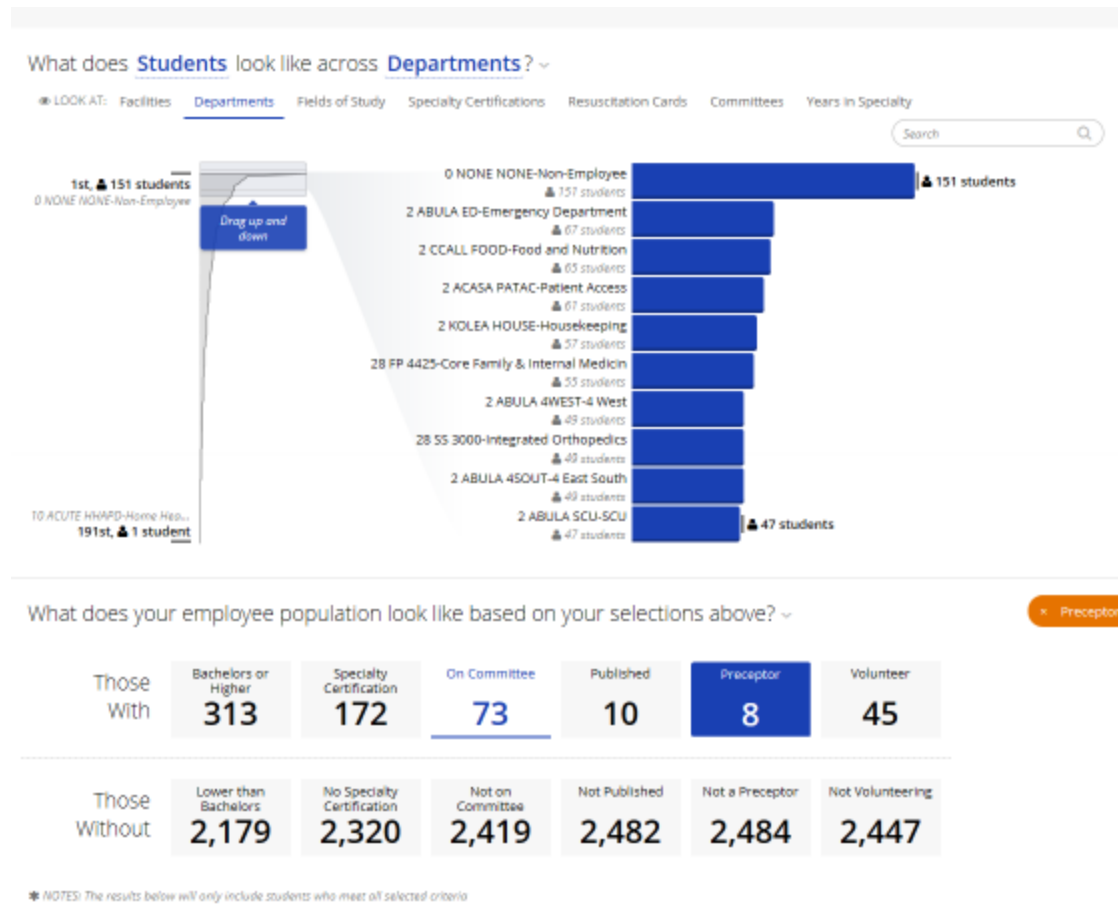 What does Students look like across Departments?
LOOK AT: Facilities Departments Fields of Study Specialty Certifications Resuscitation Cards Committees Years in Specialty
Search
1st, 151 students
0 NONE NONE-Non-Employee
Drag up and
down
10 ACUTE HHAPD-Home Hea...
191st, 1 student
0 NONE NONE-Non-Employee
151 students
151 students
2 ABULA ED-Emergency Department
67 students
2 CCALL FOOD-Food and Nutrition
65 students
2 ACASA PATAC-Patient Access
61 students
2 KOLEA HOUSE-Housekeeping
57 students
28 FP 4425-Core Family & Internal Medicin
55 students
2 ABULA 4WEST-4 West
49 students
28 SS 3000-Integrated Orthopedics
49 students
2 ABULA 4SOUT-4 East South
49 students
2 ABULA SCU-SCU
47 students
47 students
What does your employee population look like based on your selections above?
× Preceptor
Those
With
Bachelors or
Higher
313
Specialty
Certification
172
On Committee
73
Published
10
Preceptor
8
Volunteer
45
Those
Without
Lower than
Bachelors
2,179
No Specialty
Certification
2,320
Not on
Committee
2,419
Not Published
2,482
Not a Preceptor
2,484
Not Volunteering
2,447
✱ NOTES: The results below will only include students who meet all selected criteria